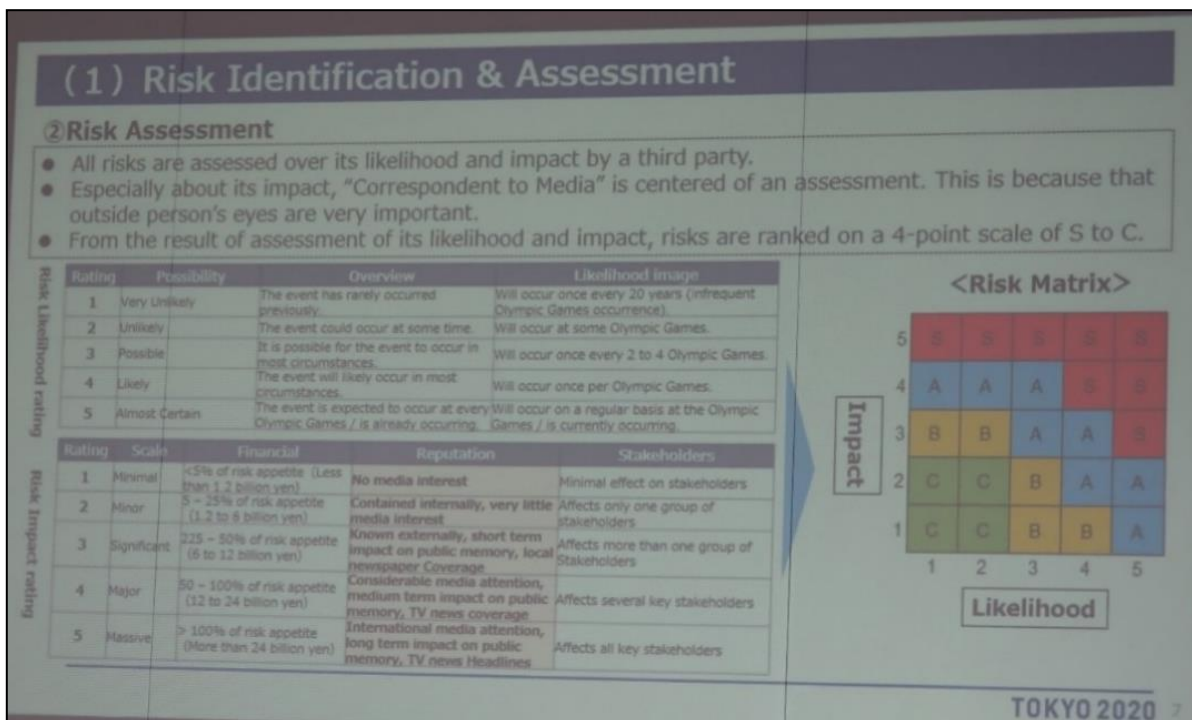 （1）Risk Identification & Assessment
②Risk Assessment
● All risks are assessed over its likelihood and impact by a third party.
● Especially about its impact, “Correspondent to Media” is centered of an assessment. This is because that
outside person's eyes are very important.
● From the result of assessment of its likelihood and impact, risks are ranked on a 4-point scale of S to C.
Risk Likelihood rating
Rating Possibility Overview Likelihood image
1 Very Unlikely The event has rarely occurred previously. Will occur once every 20 years (infrequent Olympic Games occurrence).
2 Unlikely The event could occur at some time. Will occur at some Olympic Games.
3 Possible It is possible for the event to occur in most circumstances. Will occur once every 2 to 4 Olympic Games.
4 Likely The event will likely occur in most circumstances. Will occur once per Olympic Games.
5 Almost Certain The event is expected to occur at every Olympic Games / is already occurring. Will occur on a regular basis at the Olympic Games / is currently occurring.
Risk Impact rating
Rating Scale Financial Reputation Stakeholders
1 Minimal <5% of risk appetite (Less than 1.2 billion yen) No media interest Minimal effect on stakeholders
2 Minor 5 – 25% of risk appetite (1.2 to 6 billion yen) Contained internally, very little media interest Affects only one group of stakeholders
3 Significant 225 – 50% of risk appetite (6 to 12 billion yen) Known externally, short term impact on public memory, local newspaper Coverage Affects more than one group of Stakeholders
4 Major 50 – 100% of risk appetite (12 to 24 billion yen) Considerable media attention, medium term impact on public memory, TV news coverage Affects several key stakeholders
5 Massive > 100% of risk appetite (More than 24 billion yen) International media attention, long term impact on public memory, TV news Headlines Affects all key stakeholders
<Risk Matrix>
Impact
5 S S S S S
4 A A A S S
3 B B A A S
2 C C B A A
1 C C B B A
1 2 3 4 5
Likelihood
TOKYO 2020 7